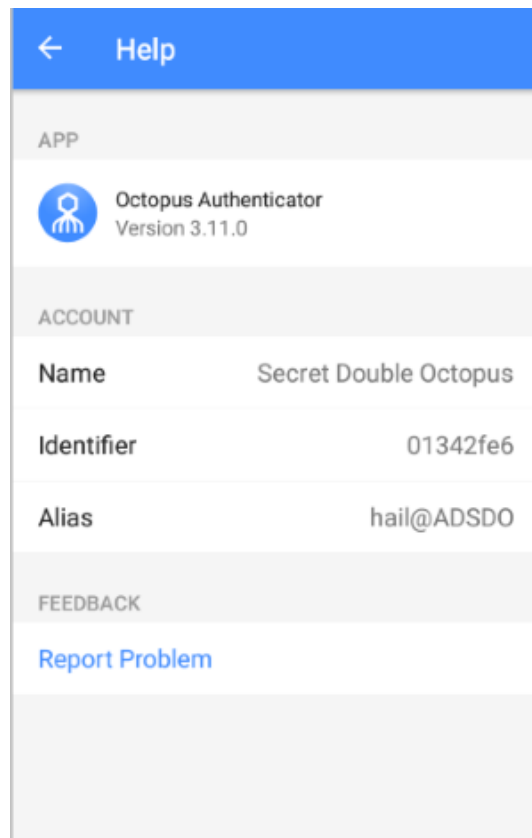 Help
APP
Octopus Authenticator
Version 3.11.0
ACCOUNT
Name Secret Double Octopus
Identifier 01342fe6
Alias hail@ADSDO
FEEDBACK
Report Problem